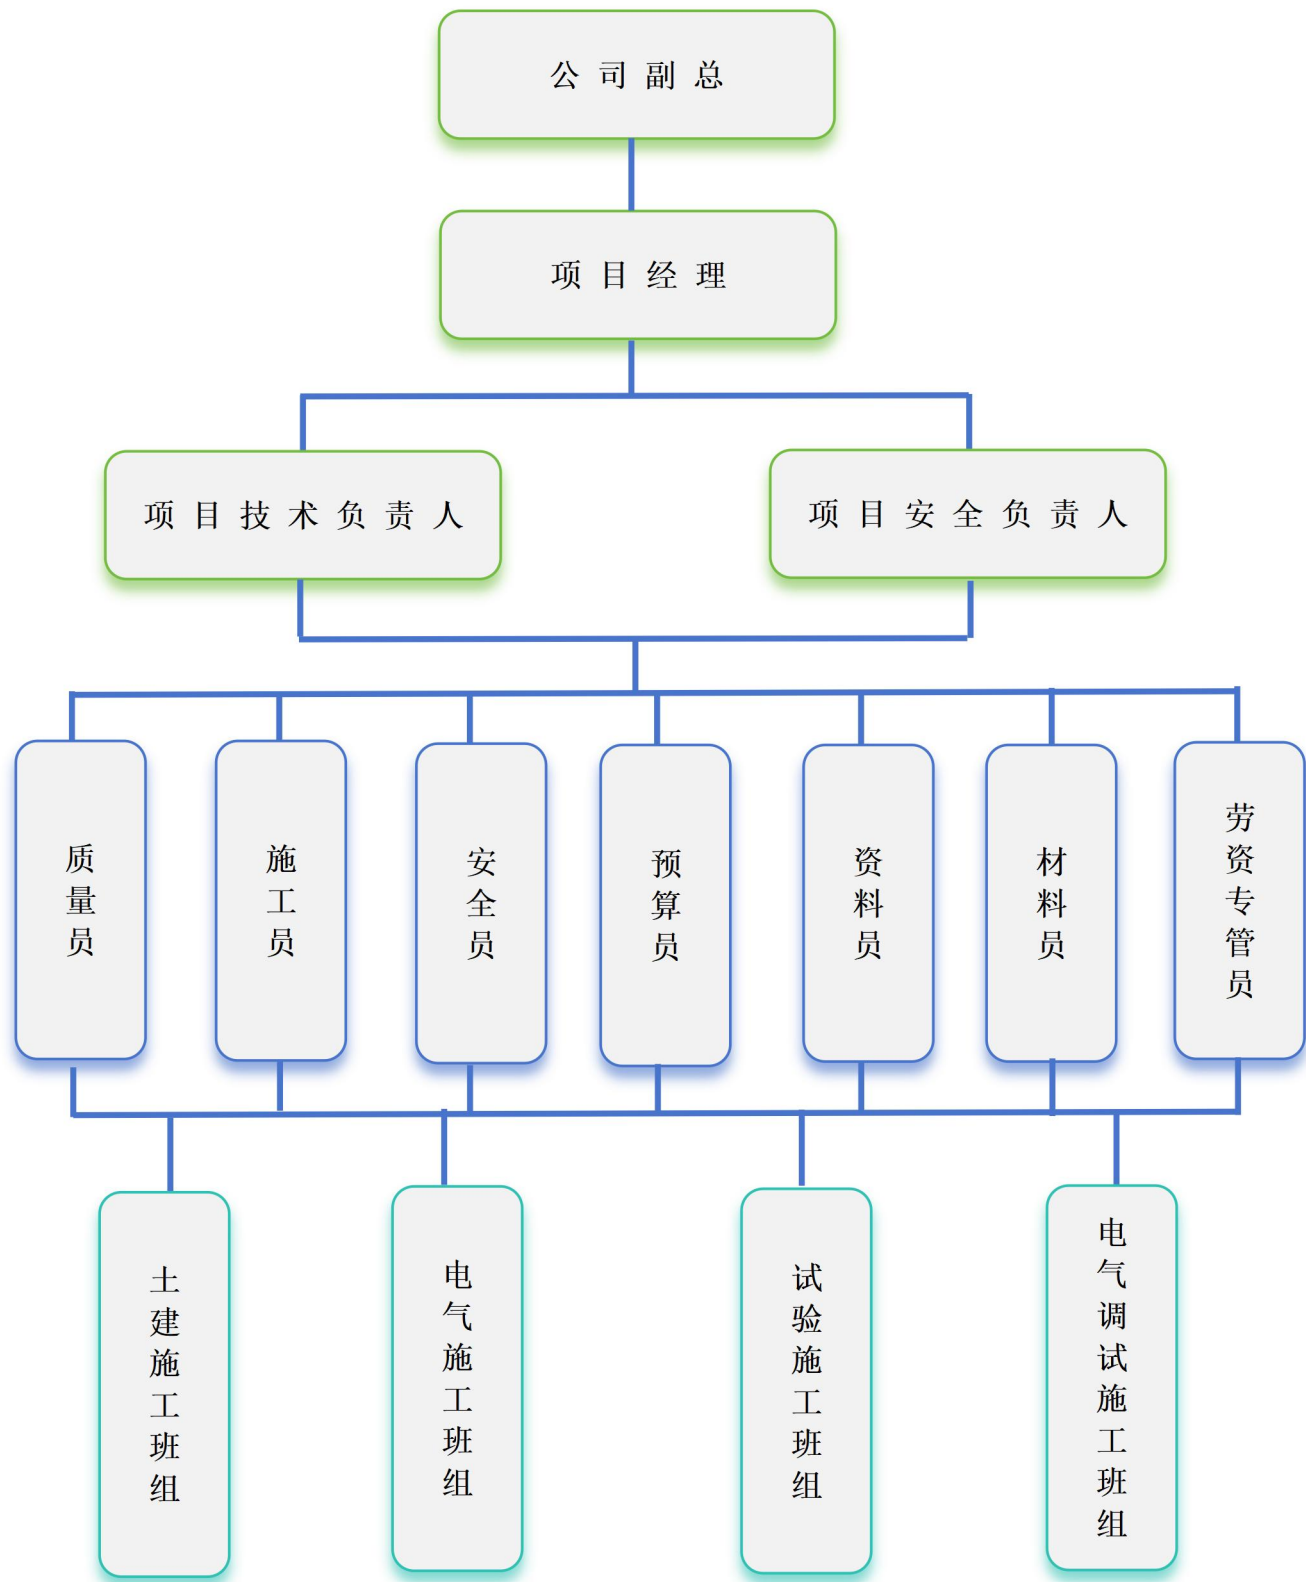 公司副总
项目经理
项目技术负责人
项目安全负责人
质量员
施工员
安全员
预算员
资料员
材料员
劳资专管员
土建施工班组
电气施工班组
试验施工班组
电气调试施工班组